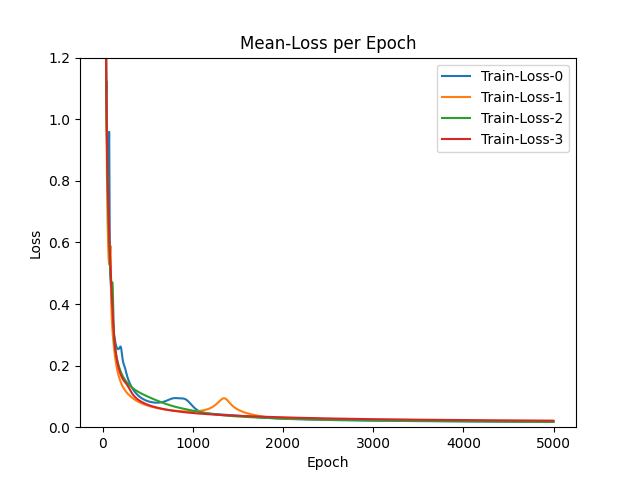 Mean-Loss per Epoch
1.2
1.0
0.8
0.6
0.4
0.2
0.0
Loss
Train-Loss-0
Train-Loss-1
Train-Loss-2
Train-Loss-3
0 1000 2000 3000 4000 5000
Epoch